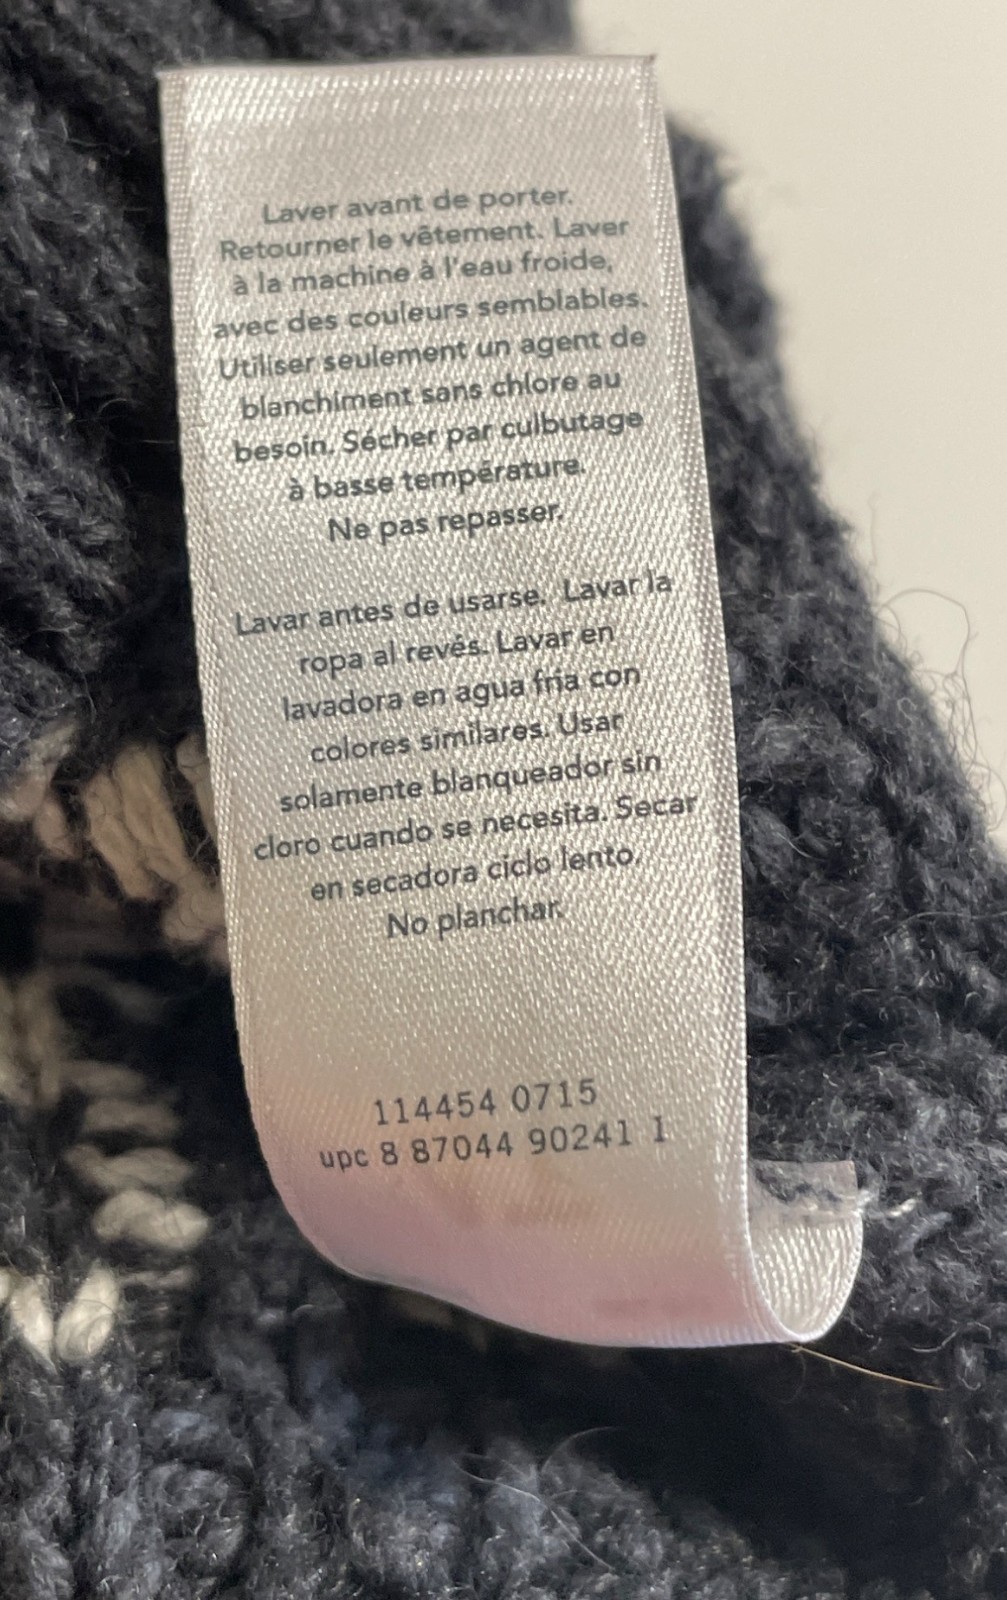 Laver avant de porter.
Retourner le vêtement. Laver
à la machine à l'eau froide,
avec des couleurs semblables.
Utiliser seulement un agent de
blanchiment sans chlore au
besoin. Sécher par culbutage
à basse température.
Ne pas repasser.
Lavar antes de usarse. Lavar la
ropa al revés. Lavar en
lavadora en agua fría con
colores similares. Usar
solamente blanqueador sin
cloro cuando se necesita. Secar
en secadora ciclo lento.
No planchar.
114454 0715
upc 8 87044 90241 1